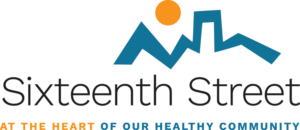 Sixteenth Street
AT THE HEART OF OUR HEALTHY COMMUNITY